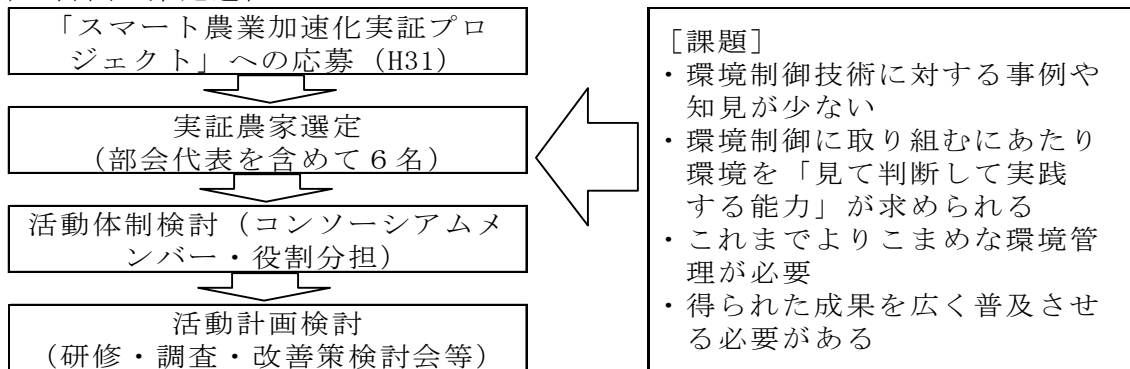 「スマート農業加速化実証プロ
ジェクト」への応募（H31）
実証農家選定
（部会代表を含めて６名）
活動体制検討（コンソーシアムメ
ンバー・役割分担）
活動計画検討
（研修・調査・改善策検討会等）
［課題］
・環境制御技術に対する事例や
知見が少ない
・環境制御に取り組むにあたり
環境を「見て判断して実践
する能力」が求められる
・これまでよりこまめな環境管
理が必要
・得られた成果を広く普及させ
る必要がある